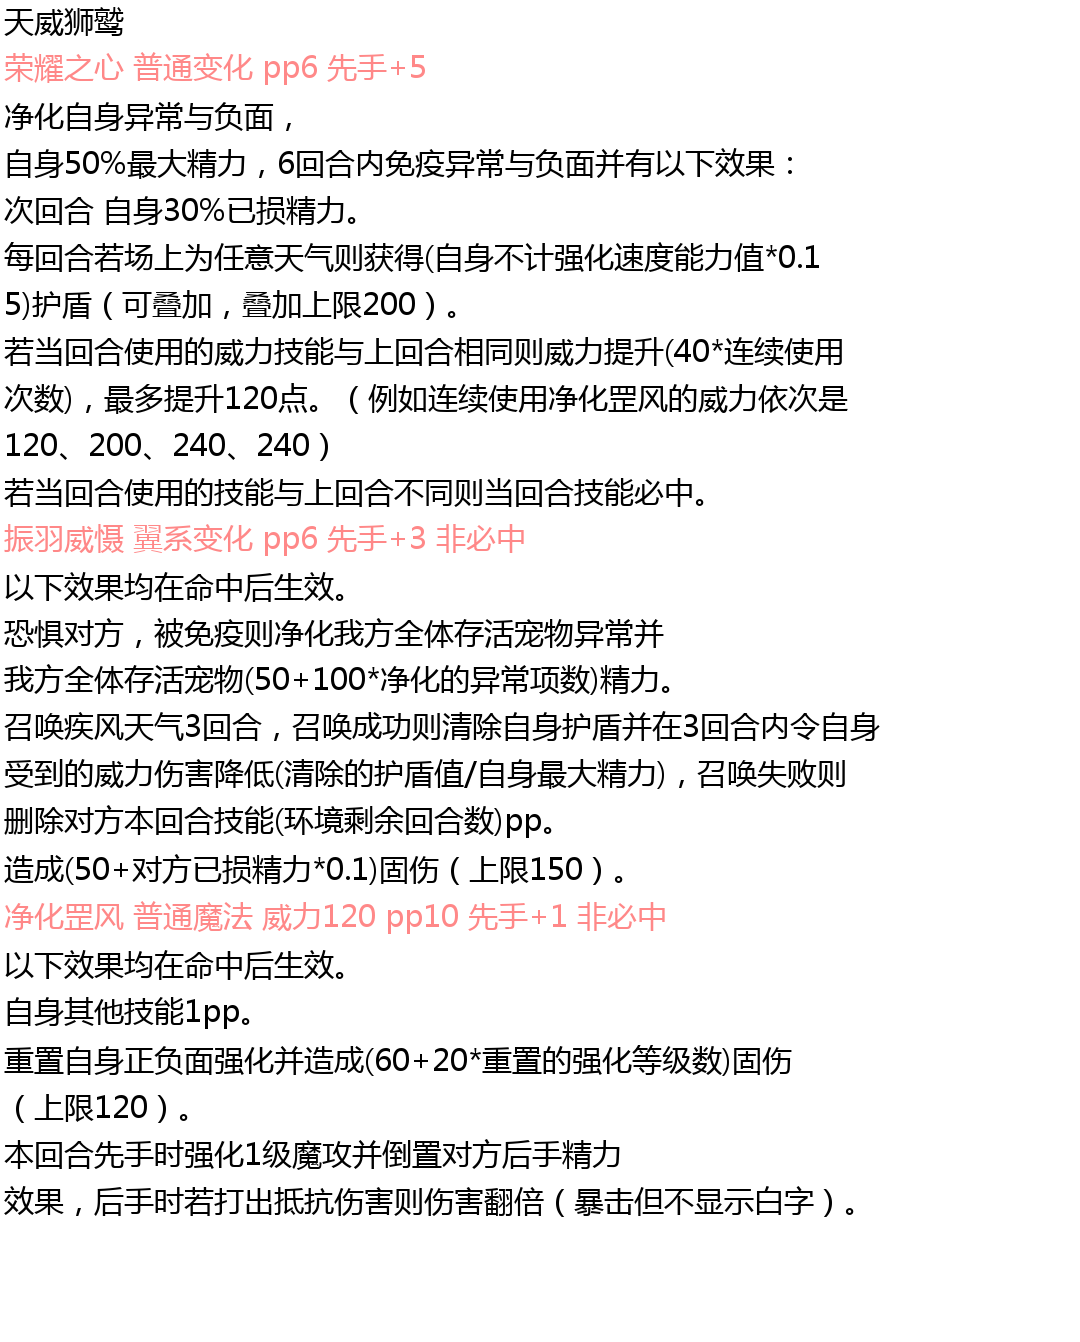 天威狮鹫
荣耀之心 普通变化 pp6 先手+5
净化自身异常与负面，
自身50%最大精力，6回合内免疫异常与负面并有以下效果：
次回合 自身30%已损精力。
每回合若场上为任意天气则获得(自身不计强化速度能力值*0.1
5)护盾（可叠加，叠加上限200）。
若当回合使用的威力技能与上回合相同则威力提升(40*连续使用
次数)，最多提升120点。（例如连续使用净化罡风的威力依次是
120、200、240、240）
若当回合使用的技能与上回合不同则当回合技能必中。
振羽威慑 翼系变化 pp6 先手+3 非必中
以下效果均在命中后生效。
恐惧对方，被免疫则净化我方全体存活宠物异常并
我方全体存活宠物(50+100*净化的异常项数)精力。
召唤疾风天气3回合，召唤成功则清除自身护盾并在3回合内令自身
受到的威力伤害降低(清除的护盾值/自身最大精力)，召唤失败则
删除对方本回合技能(环境剩余回合数)pp。
造成(50+对方已损精力*0.1)固伤（上限150）。
净化罡风 普通魔法 威力120 pp10 先手+1 非必中
以下效果均在命中后生效。
自身其他技能1pp。
重置自身正负面强化并造成(60+20*重置的强化等级数)固伤
（上限120）。
本回合先手时强化1级魔攻并倒置对方后手精力
效果，后手时若打出抵抗伤害则伤害翻倍（暴击但不显示白字）。